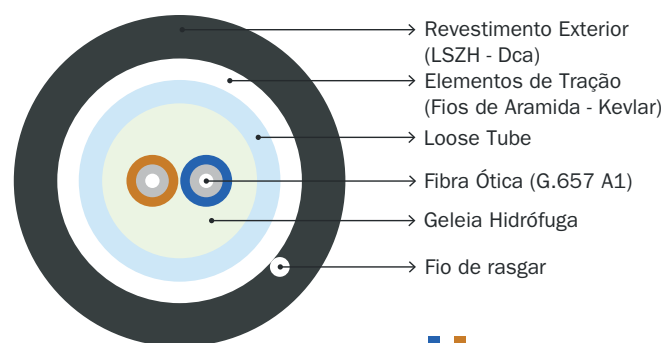 Revestimento Exterior
(LSZH - Dca)
Elementos de Tração
(Fios de Aramida - Kevlar)
Loose Tube
Fibra Ótica (G.657 A1)
Geleia Hidrófuga
Fio de rasgar